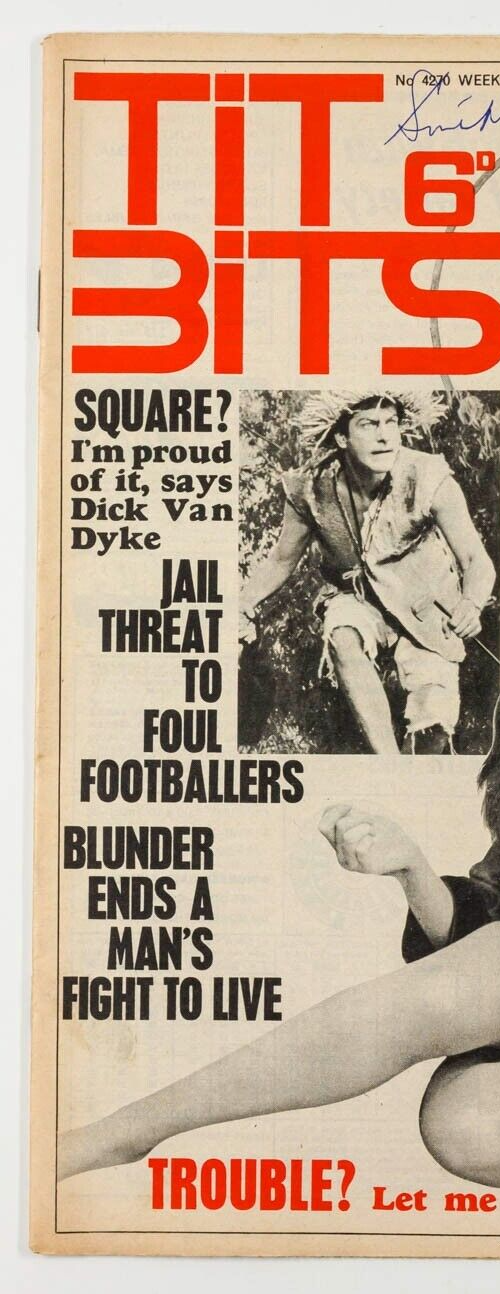 No 4270 WEEK
TiT
6D
BiTS
SQUARE?
I'm proud
of it, says
Dick Van
Dyke
JAIL
THREAT
TO
FOUL
FOOTBALLERS
BLUNDER
ENDS A
MAN'S
FIGHT TO LIVE
TROUBLE? Let me